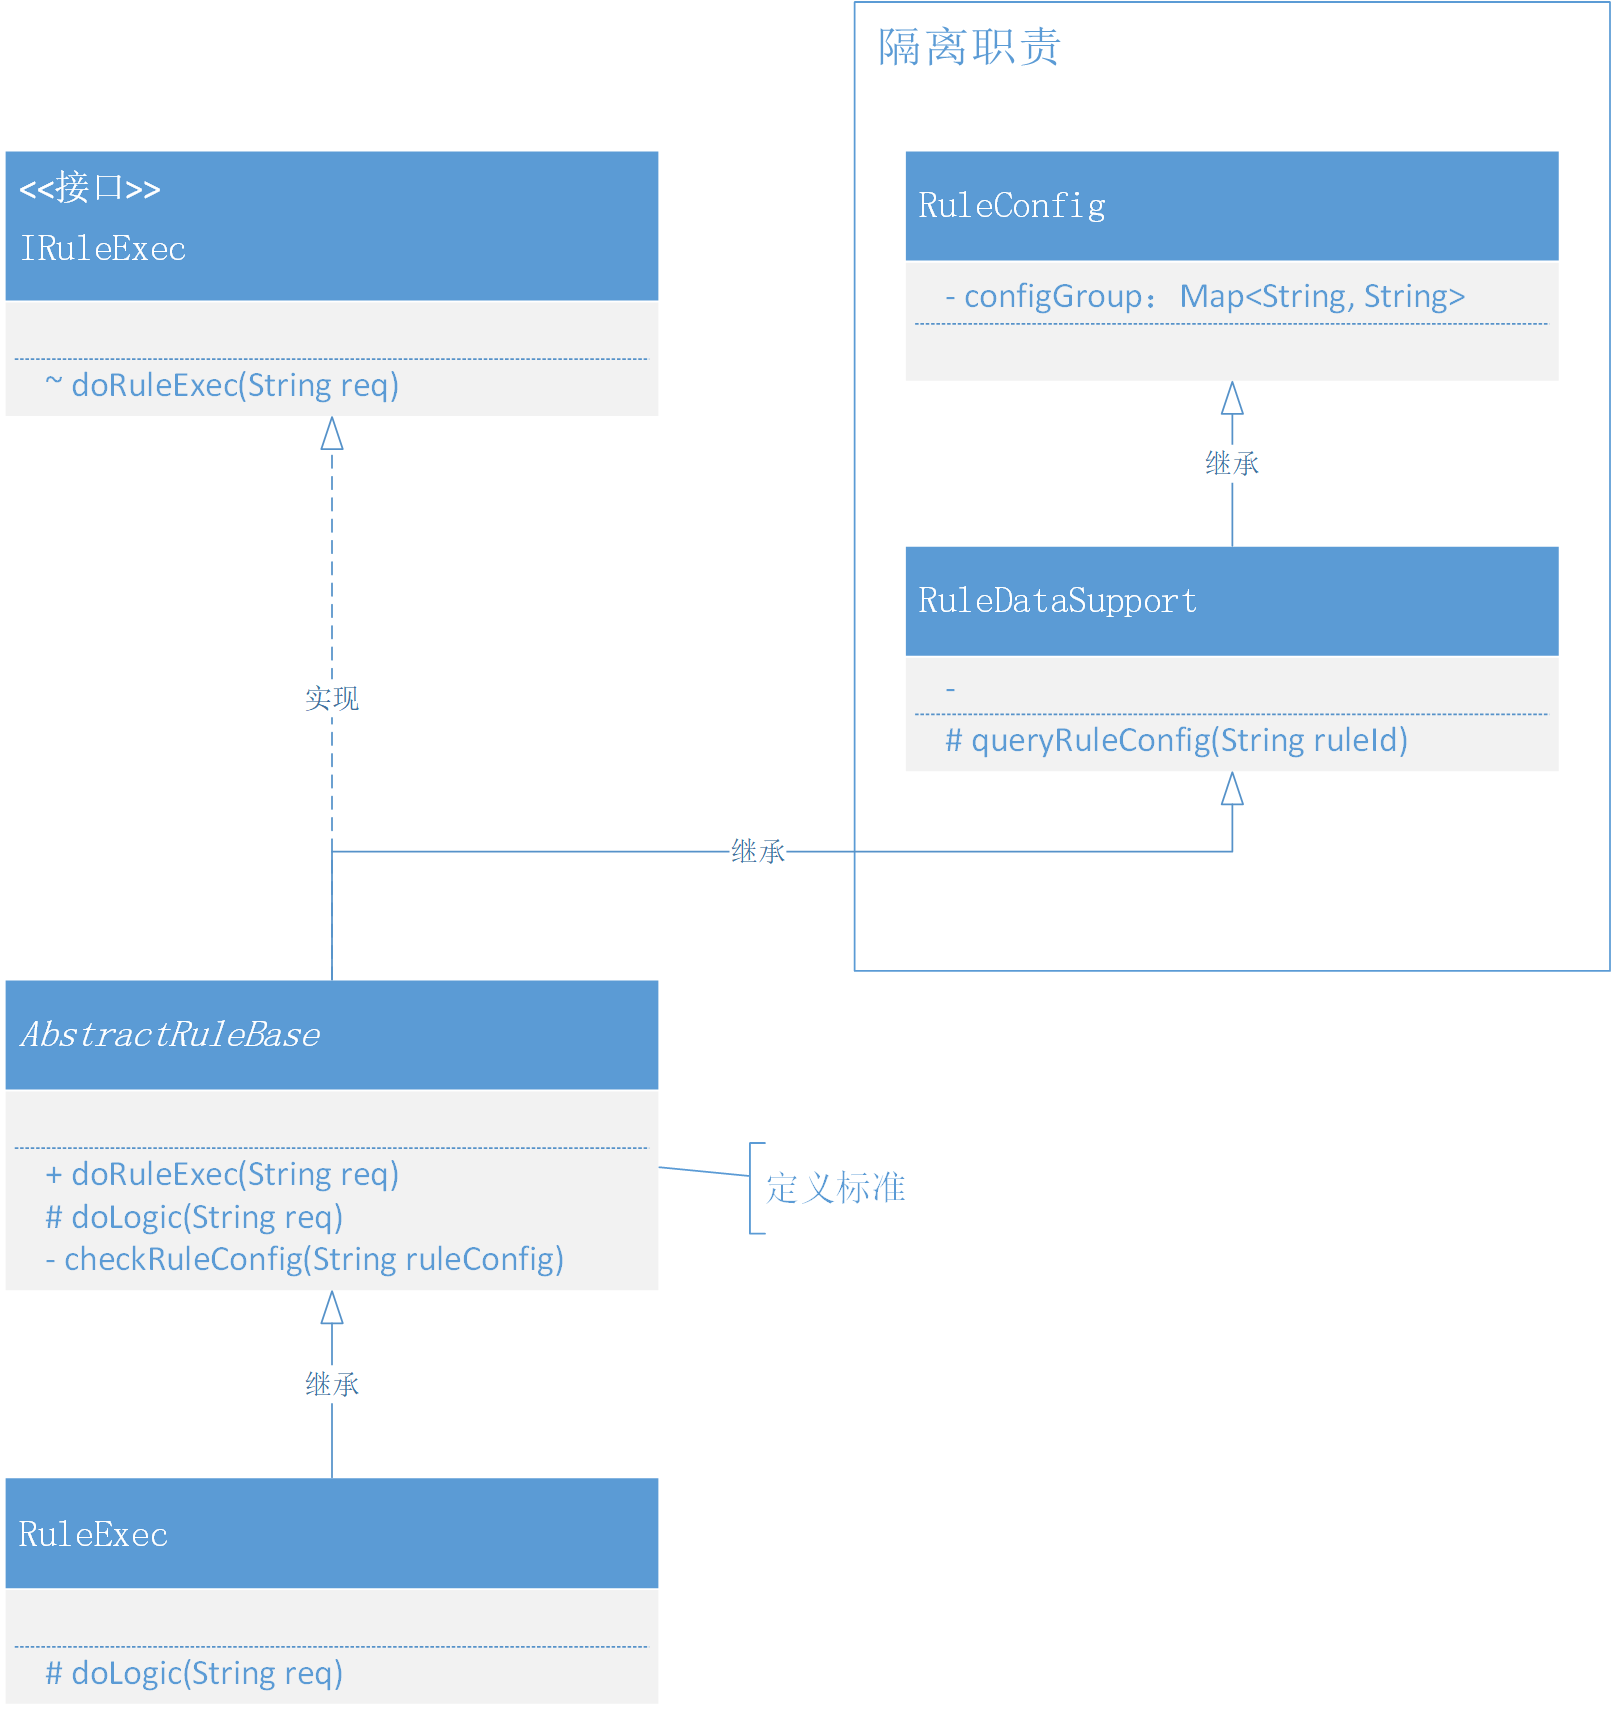 隔离职责
<<接口>>
IRuleExec
~ doRuleExec(String req)
RuleConfig
- configGroup： Map<String, String>
继承
RuleDataSupport
-
# queryRuleConfig(String ruleId)
实现
继承
AbstractRuleBase
+ doRuleExec(String req)
# doLogic(String req)
- checkRuleConfig(String ruleConfig)
定义标准
继承
RuleExec
# doLogic(String req)